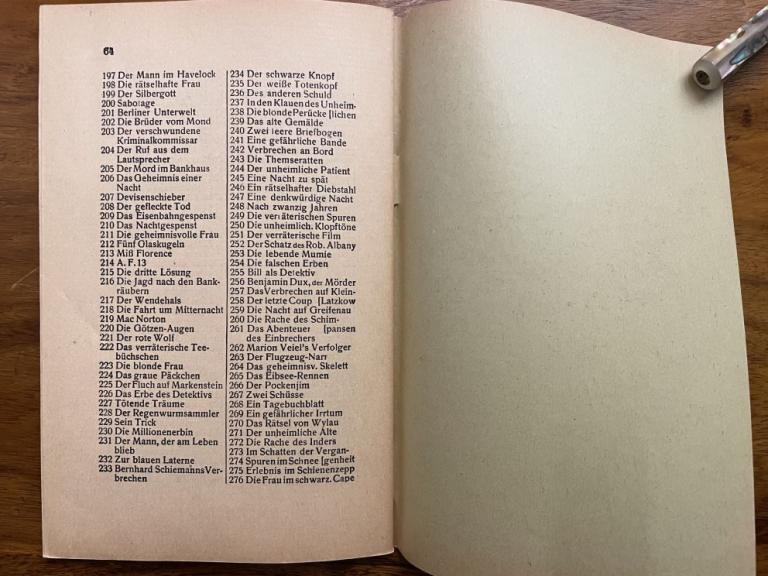 64
197 Der Mann im Havelock
198 Die rätselhafte Frau
199 Der Silbergott
200 Sabotage
201 Berliner Unterwelt
202 Die Brüder vom Mond
203 Der verschwundene
Kriminalkommissar
204 Der Ruf aus dem
Lautsprecher
205 Der Mord im Bankhaus
206 Das Geheimnis einer
Nacht
207 Devisenschieber
208 Der gefleckte Tod
209 Das Eisenbahngespenst
210 Das Nachtgespenst
211 Die geheimnisvolle Frau
212 Fünf Glaskugeln
213 Miß Florence
214 A. F. 13
215 Die dritte Lösung
216 Die Jagd nach den Bank-
räubern
217 Der Wendehals
218 Die Fahrt um Mitternacht
219 Mac Norton
220 Die Götzen-Augen
221 Der rote Wolf
222 Das verräterische Tee-
büchschen
223 Die blonde Frau
224 Das graue Päckchen
225 Der Fluch auf Markenstein
226 Das Erbe des Detektivs
227 Tötende Träume
228 Der Regenwurmsammler
229 Sein Trick
230 Die Millionenerbin
231 Der Mann, der am Leben
blieb
232 Zur blauen Laterne
233 Bernhard Schiemanns Ver-
brechen
234 Der schwarze Knopf
235 Der weiße Totenkopf
236 Des anderen Schuld
237 In den Klauen des Unheim-
238 Die blonde Perücke [lichen
239 Das alte Gemälde
240 Zwei leere Briefbogen
241 Eine gefährliche Bande
242 Verbrechen an Bord
243 Die Themseratten
244 Der unheimliche Patient
245 Eine Nacht zu spät
246 Ein rätselhafter Diebstahl
247 Eine denkwürdige Nacht
248 Nach zwanzig Jahren
249 Die verräterischen Spuren
250 Die unheimlich. Klopftöne
251 Der verräterische Film
252 Der Schatz des Rob. Albany
253 Die lebende Mumie
254 Die falschen Erben
255 Bill als Detektiv
256 Benjamin Dux, der Mörder
257 Das Verbrechen auf Klein-
258 Der letzte Coup [Latzkow
259 Die Nacht auf Greifenau
260 Die Rache des Schim-
261 Das Abenteuer [pansen
des Einbrechers
262 Marion Veiel's Verfolger
263 Der Flugzeug-Narr
264 Das geheimnisv. Skelett
265 Das Eibsee-Rennen
266 Der Pockenjim
267 Zwei Schüsse
268 Ein Tagebuchblatt
269 Ein gefährlicher Irrtum
270 Das Rätsel von Wylau
271 Der unheimliche Alte
272 Die Rache des Inders
273 Im Schatten der Vergan-
274 Spuren im Schnee [genheit
275 Erlebnis im Schienenzepp
276 Die Frau im schwarz. Cape